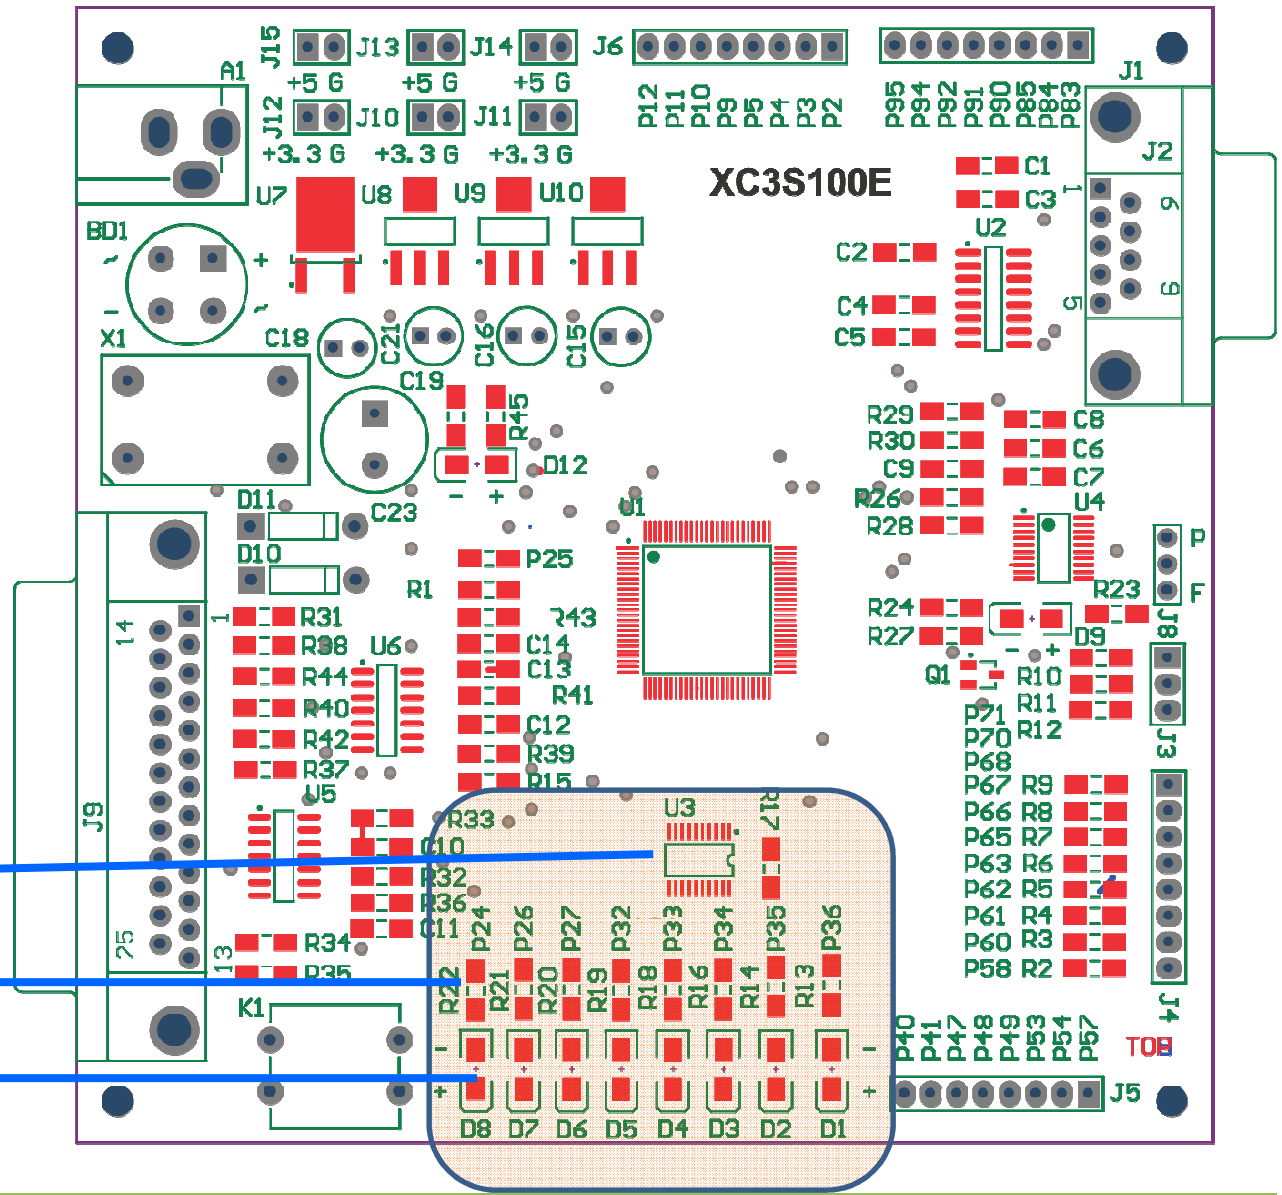 J15 J13 J14 J6
+5 G +5 G +5 G
A1 J1
J12 J10 J11
P12 P11 P10 P9 P5 P4 P3 P2
P95 P94 P92 P91 P90 P85 P84 P83
+3.3 G +3.3 G +3.3 G
J2
XC3S100E
C1
U7 U8 U9 U10
C3
1 6
BD1 U2
~ + C2
- ~ C4
9 5
X1 C18 C21 C16 C15 C5
C19
R45
R29 C8
R30 C6
D12 C9 C7
- +
D11 C23 U1 R26 U4
R28
P
D10 P25
R1 R23 F
R31 1 R43 R24 J8
14 R38 U6 C14 R27 D9
- +
R44 C13 Q1 R10
R40 R41 P71 R11
R42 C12 P70 R12 J3
R37 R39 P68
U5 R15 P67 R9
J9 R33 U3 R17 P66 R8
C10 P65 R7
R32 P63 R6
R36 P62 R5
C11 P61 R4
25 13 R34 P60 R3
R35 P58 R2
P24 P26 P27 P32 P33 P34 P35 P36
R22 R21 R20 R19 R18 R16 R14 R13
K1 J4
P40 P41 P47 P48 P49 P53 P54 P57
- -
+ + J5
D8 D7 D6 D5 D4 D3 D2 D1